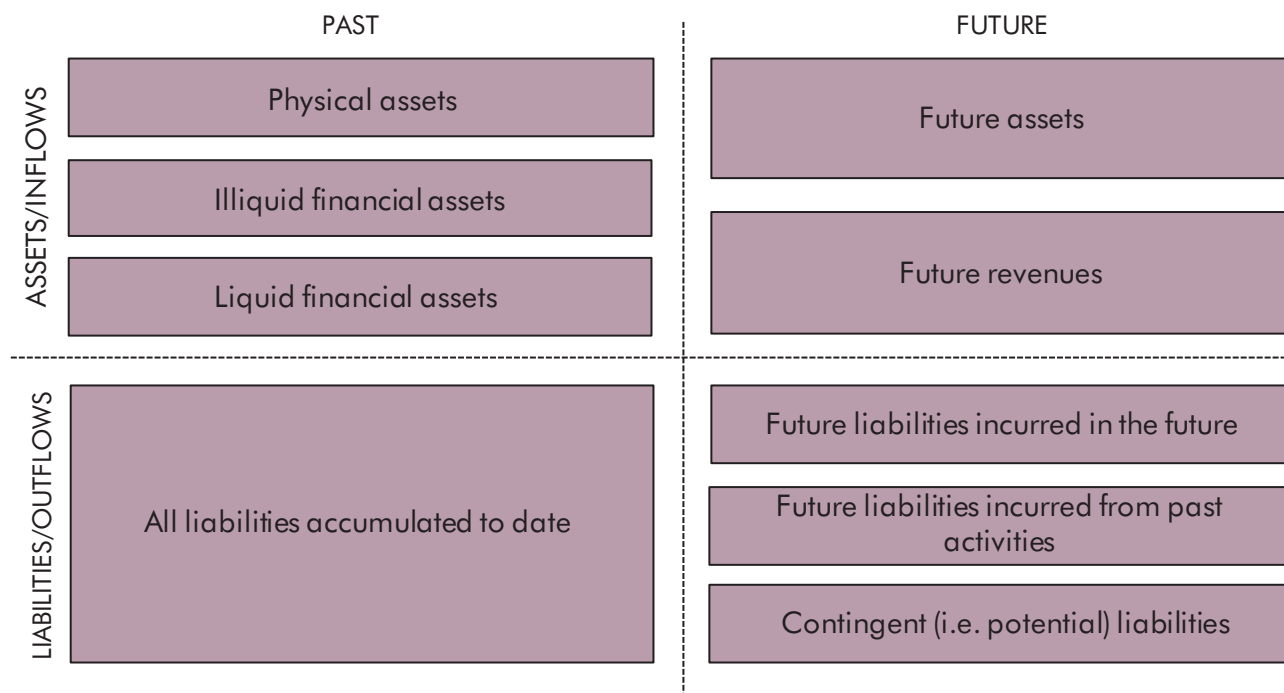 PAST
FUTURE
ASSETS/INFLOWS
Physical assets
Illiquid financial assets
Liquid financial assets
Future assets
Future revenues
LIABILITIES/OUTFLOWS
All liabilities accumulated to date
Future liabilities incurred in the future
Future liabilities incurred from past
activities
Contingent (i.e. potential) liabilities